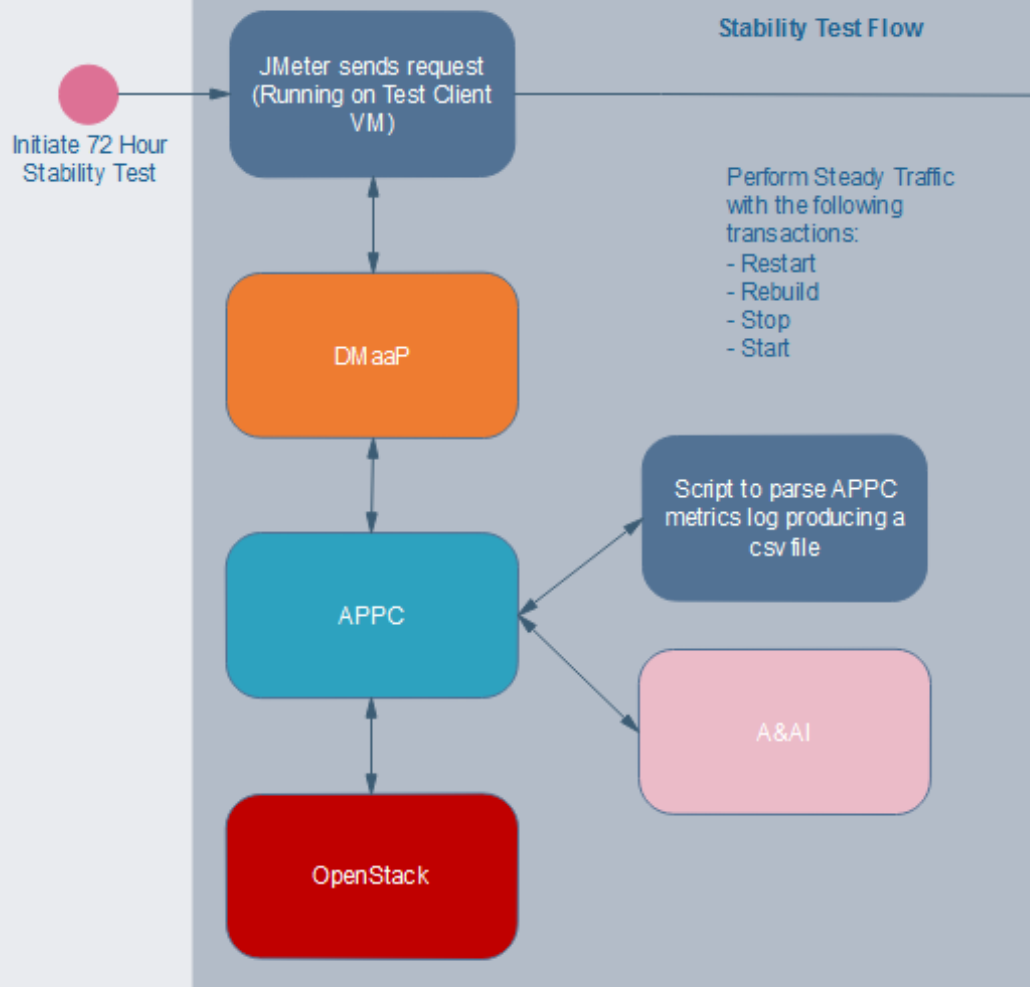 Stability Test Flow
JMeter sends request
(Running on Test Client
VM)
Initiate 72 Hour
Stability Test
Perform Steady Traffic
with the following
transactions:
- Restart
- Rebuild
- Stop
- Start
DMaaP
Script to parse APPC
metrics log producing a
csv file
APPC
A&AI
OpenStack